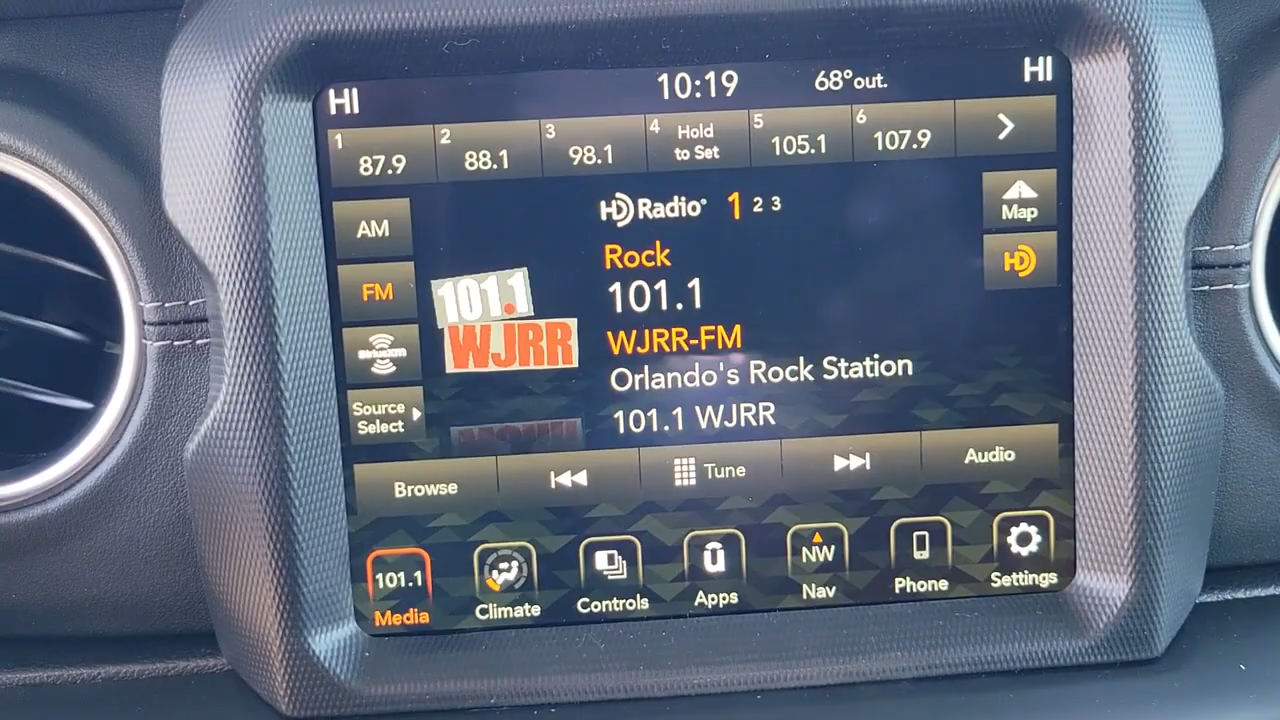 HI
10:19
68°out.
HI
1
87.9
2
88.1
3
98.1
4
Hold
to Set
5
105.1
6
107.9
AM
FM
SiriusXM
Source
Select
101.1
WJRR
HD Radio® 1 2 3
Rock
101.1
WJRR-FM
Orlando's Rock Station
101.1 WJRR
Map
HD
Browse
Tune
Audio
101.1
Media
Climate
Controls
Apps
NW
Nav
Phone
Settings